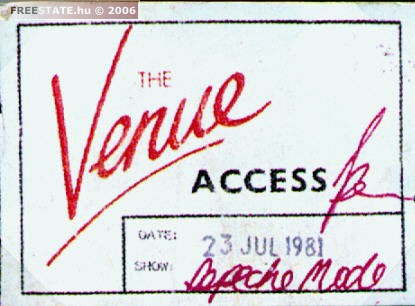 FREESTATE.hu © 2006
THE
Venue
ACCESS
DATE: 23 JUL 1981
SHOW: Depeche Mode